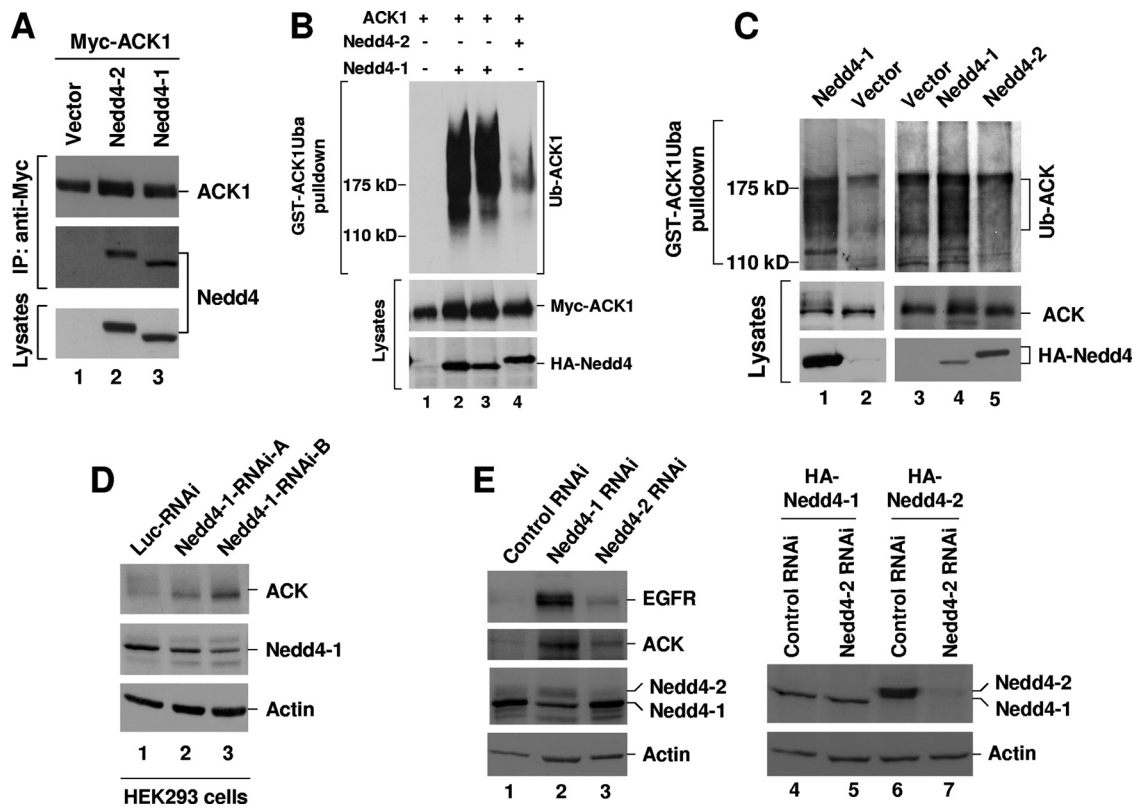 A
Myc-ACK1
Vector
Nedd4-2
Nedd4-1
IP: anti-Myc
ACK1
Nedd4
Lysates
1 2 3
B
ACK1 + + + +
Nedd4-2 - - - +
Nedd4-1 - + + -
GST-ACK1Uba
pulldown
175 kD
110 kD
Ub-ACK1
Lysates
Myc-ACK1
HA-Nedd4
1 2 3 4
C
Nedd4-1
Vector
Vector
Nedd4-1
Nedd4-2
GST-ACK1Uba
pulldown
175 kD
110 kD
Ub-ACK
Lysates
ACK
HA-Nedd4
1 2 3 4 5
D
Luc-RNAi
Nedd4-1-RNAi-A
Nedd4-1-RNAi-B
ACK
Nedd4-1
Actin
1 2 3
HEK293 cells
E
Control RNAi
Nedd4-1 RNAi
Nedd4-2 RNAi
EGFR
ACK
Nedd4-2
Nedd4-1
Actin
1 2 3
HA-
Nedd4-1
HA-
Nedd4-2
Control RNAi
Nedd4-2 RNAi
Control RNAi
Nedd4-2 RNAi
Nedd4-2
Nedd4-1
Actin
4 5 6 7